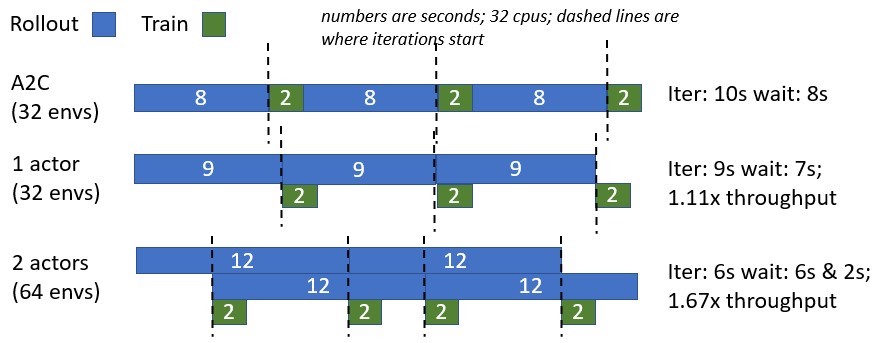 Rollout
Train
numbers are seconds; 32 cpus; dashed lines are
where iterations start
A2C
(32 envs)
8 2 8 2 8 2
Iter: 10s wait: 8s
1 actor
(32 envs)
9 9 9
2 2 2
Iter: 9s wait: 7s;
1.11x throughput
2 actors
(64 envs)
12 12
12 12
2 2 2 2
Iter: 6s wait: 6s & 2s;
1.67x throughput